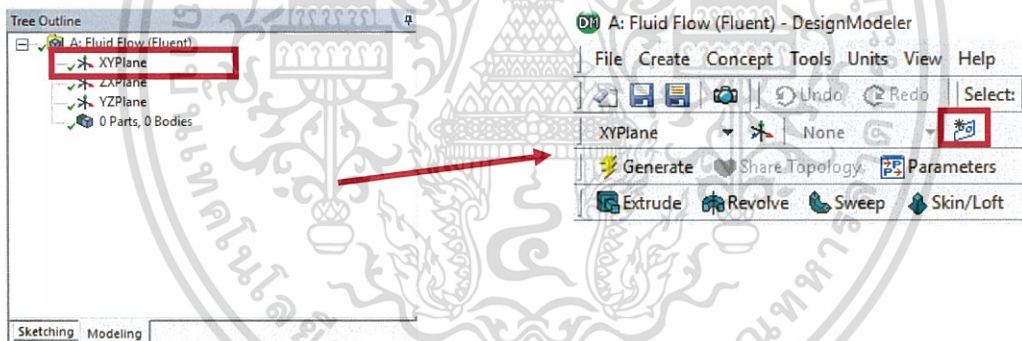 Tree Outline
A: Fluid Flow (Fluent)
XYPlane
ZXPlane
YZPlane
0 Parts, 0 Bodies
Sketching Modeling
DM A: Fluid Flow (Fluent) - DesignModeler
File Create Concept Tools Units View Help
Undo Redo Select:
XYPlane None
Generate Share Topology Parameters
Extrude Revolve Sweep Skin/Loft